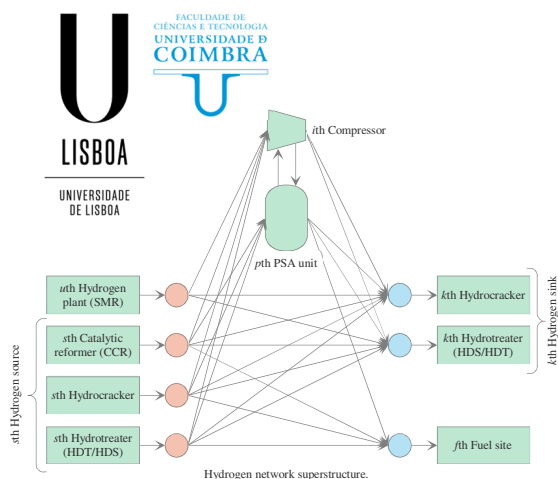 FACULDADE DE
CIÊNCIAS E TECNOLOGIA
UNIVERSIDADE Ð
COIMBRA
LISBOA
UNIVERSIDADE
DE LISBOA
ith Compressor
pth PSA unit
uth Hydrogen
plant (SMR)
sth Catalytic
reformer (CCR)
sth Hydrocracker
sth Hydrotreater
(HDT/HDS)
sth Hydrogen source
kth Hydrocracker
kth Hydrotreater
(HDS/HDT)
fth Fuel site
kth Hydrogen sink
Hydrogen network superstructure.